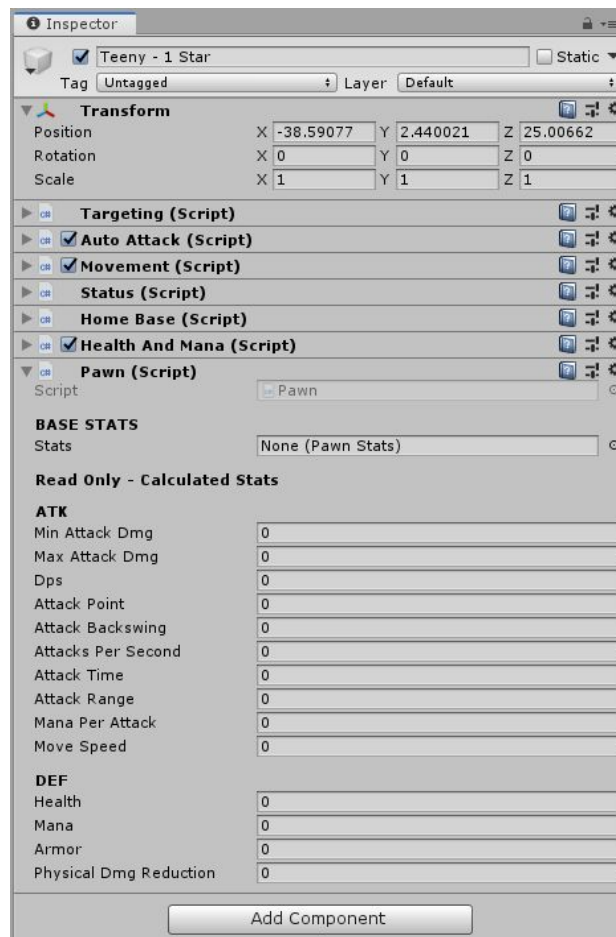 Inspector
Teeny - 1 Star Static
Tag Untagged Layer Default
Transform
Position X -38.59077 Y 2.440021 Z 25.00662
Rotation X 0 Y 0 Z 0
Scale X 1 Y 1 Z 1
Targeting (Script)
Auto Attack (Script)
Movement (Script)
Status (Script)
Home Base (Script)
Health And Mana (Script)
Pawn (Script)
Script Pawn
BASE STATS
Stats None (Pawn Stats)
Read Only - Calculated Stats
ATK
Min Attack Dmg 0
Max Attack Dmg 0
Dps 0
Attack Point 0
Attack Backswing 0
Attacks Per Second 0
Attack Time 0
Attack Range 0
Mana Per Attack 0
Move Speed 0
DEF
Health 0
Mana 0
Armor 0
Physical Dmg Reduction 0
Add Component